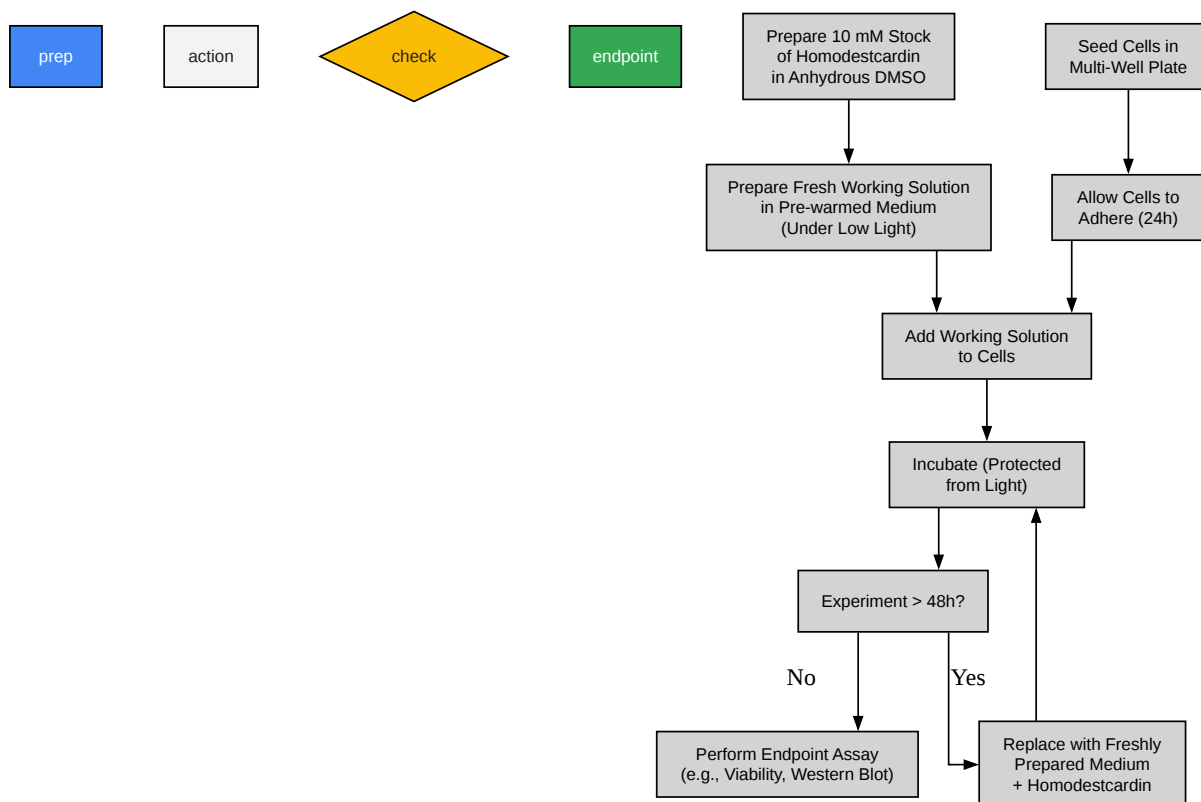 prep
action
check
endpoint
Prepare 10 mM Stock
of Homodestcardin
in Anhydrous DMSO
Seed Cells in
Multi-Well Plate
Prepare Fresh Working Solution
in Pre-warmed Medium
(Under Low Light)
Allow Cells to
Adhere (24h)
Add Working Solution
to Cells
Incubate (Protected
from Light)
Experiment > 48h?
No
Yes
Perform Endpoint Assay
(e.g., Viability, Western Blot)
Replace with Freshly
Prepared Medium
+ Homodestcardin